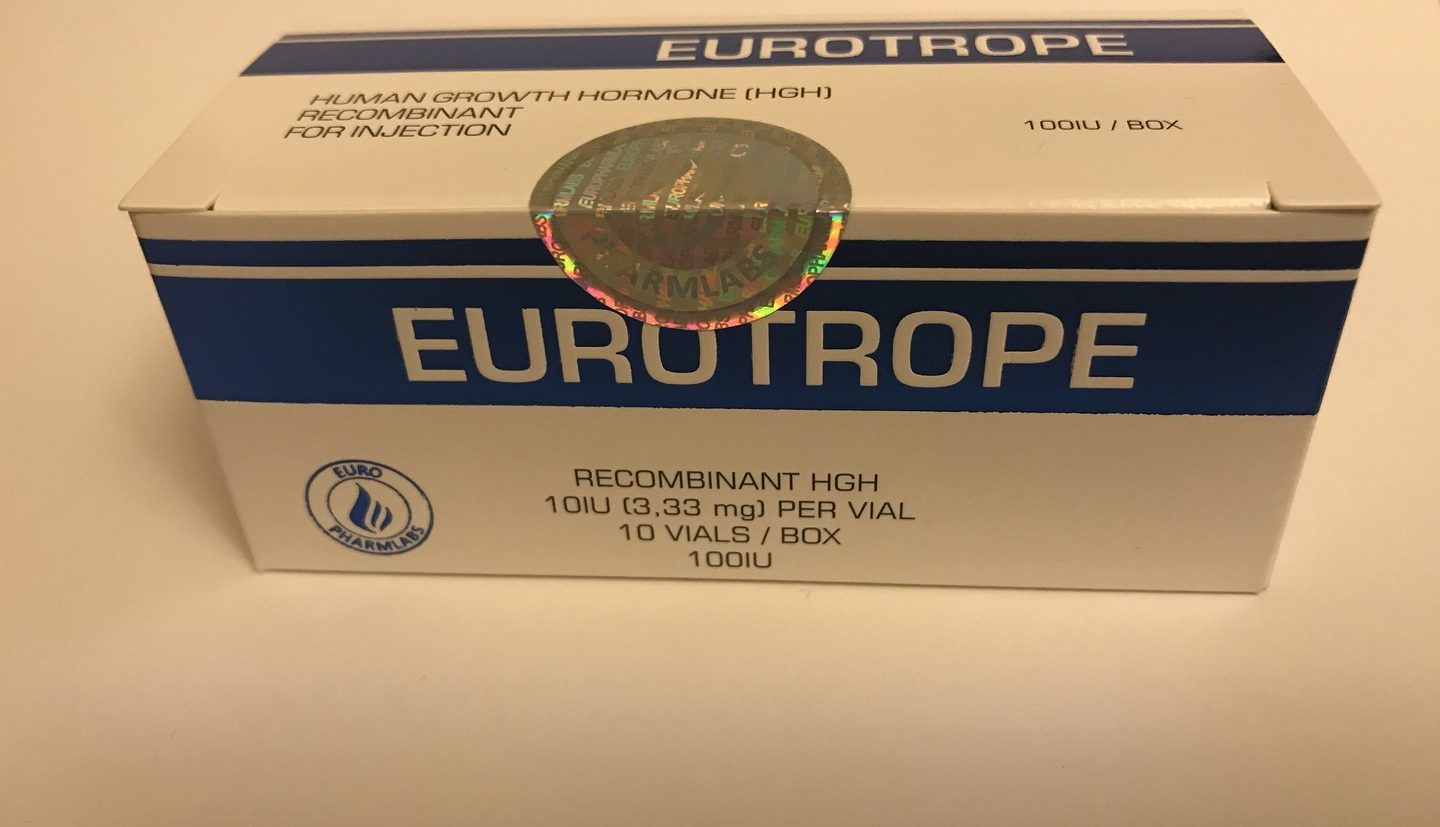 EUROTROPE
HUMAN GROWTH HORMONE (HGH)
RECOMBINANT
FOR INJECTION
100IU / BOX
PHARMLABS
EUROTROPE
EURO
PHARMLABS
RECOMBINANT HGH
10IU (3,33 mg) PER VIAL
10 VIALS / BOX
100IU